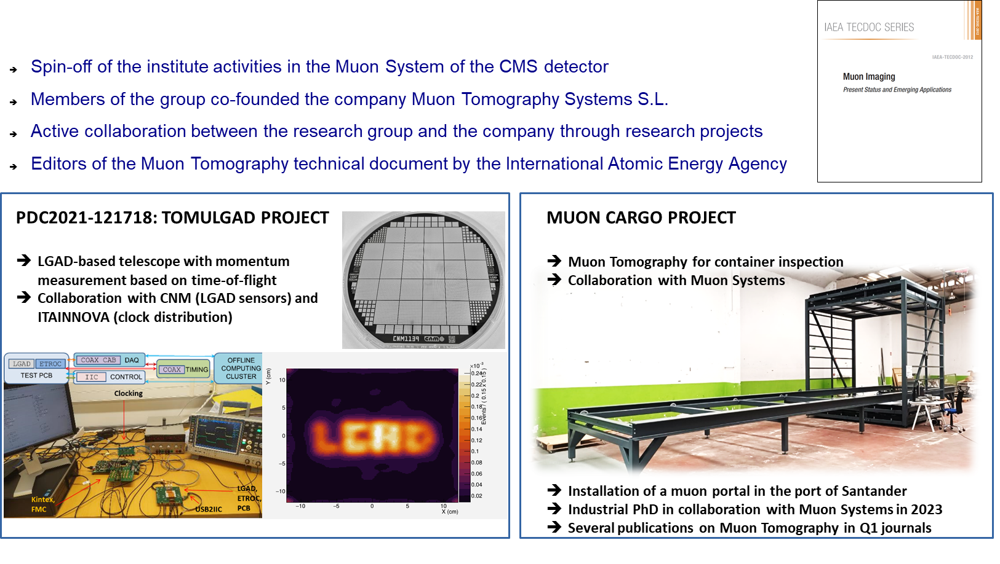 IAEA TECDOC SERIES
IAEA-TECDOC-2012
IAEA-TECDOC-2012
Muon Imaging
Present Status and Emerging Applications
➔ Spin-off of the institute activities in the Muon System of the CMS detector
➔ Members of the group co-founded the company Muon Tomography Systems S.L.
➔ Active collaboration between the research group and the company through research projects
➔ Editors of the Muon Tomography technical document by the International Atomic Energy Agency
PDC2021-121718: TOMULGAD PROJECT
➔ LGAD-based telescope with momentum
measurement based on time-of-flight
➔ Collaboration with CNM (LGAD sensors) and
ITAINNOVA (clock distribution)
CNM1139 cnm
LGAD ETROC
TEST PCB
COAX CAB DAQ
IIC CONTROL
COAX TIMING
OFFLINE
COMPUTING
CLUSTER
Clocking
Kintex,
FMC
USB2IIC
LGAD,
ETROC,
PCB
Y (cm)
10
5
0
−5
−10
−10 −5 0 5 10
X (cm)
LGAD
×10⁻³
0.24
0.22
0.2
0.18
0.16
0.14
0.12
0.1
0.08
0.06
0.04
0.02
Events / ( 0.15 x 0.15 )
MUON CARGO PROJECT
➔ Muon Tomography for container inspection
➔ Collaboration with Muon Systems
➔ Installation of a muon portal in the port of Santander
➔ Industrial PhD in collaboration with Muon Systems in 2023
➔ Several publications on Muon Tomography in Q1 journals